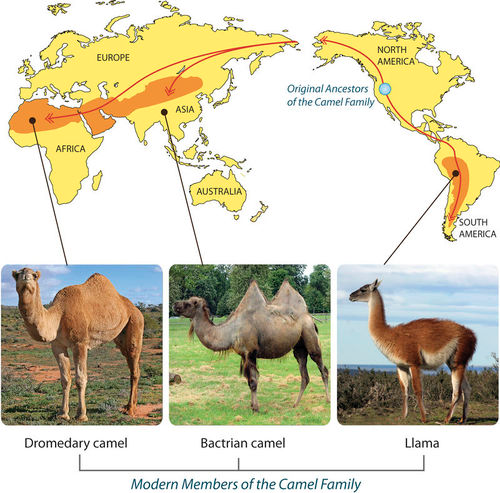 EUROPE
NORTH
AMERICA
Original Ancestors
of the Camel Family
ASIA
AFRICA
AUSTRALIA
SOUTH
AMERICA
Dromedary camel
Bactrian camel
Llama
Modern Members of the Camel Family